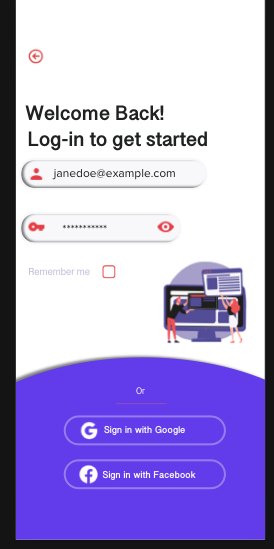 Welcome Back!
Log-in to get started
janedoe@example.com
***********
Remember me
Or
Sign in with Google
Sign in with Facebook